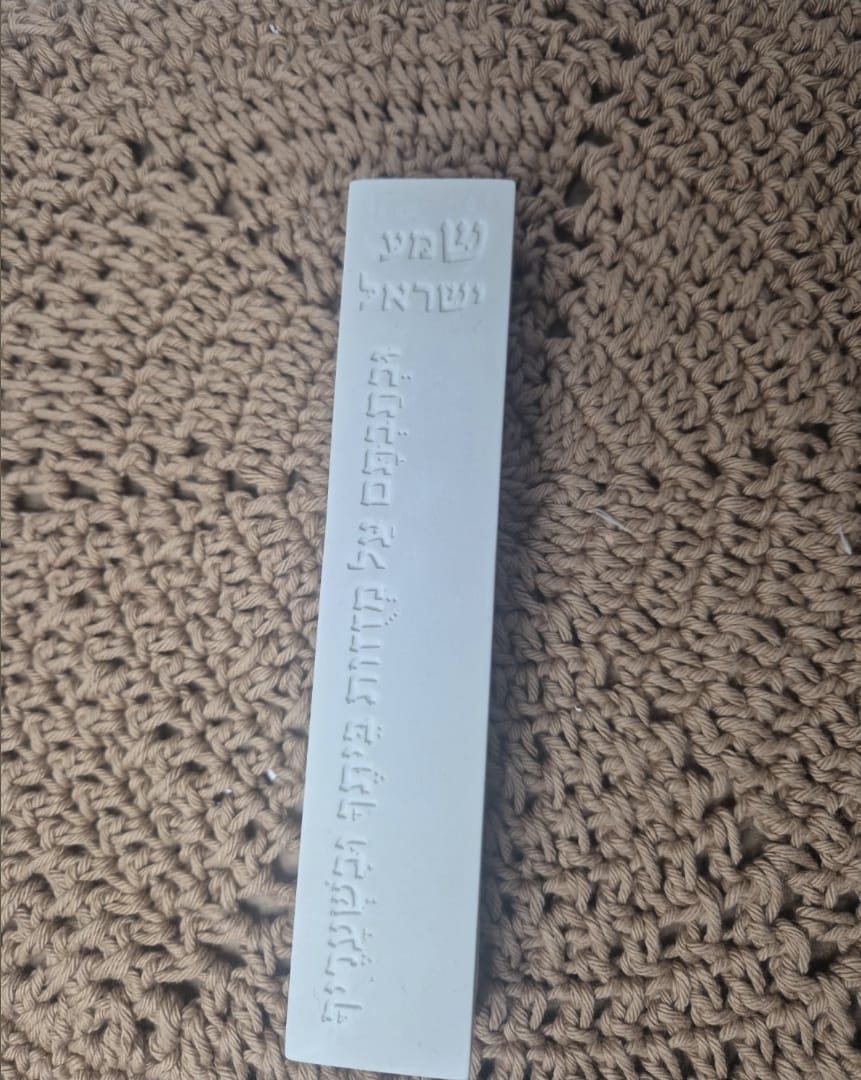 שמע
ישראל
וּכְתַבְתָּם עַל מְזֻזוֹת בֵּיתֶךָ וּבִשְׁעָרֶיךָ